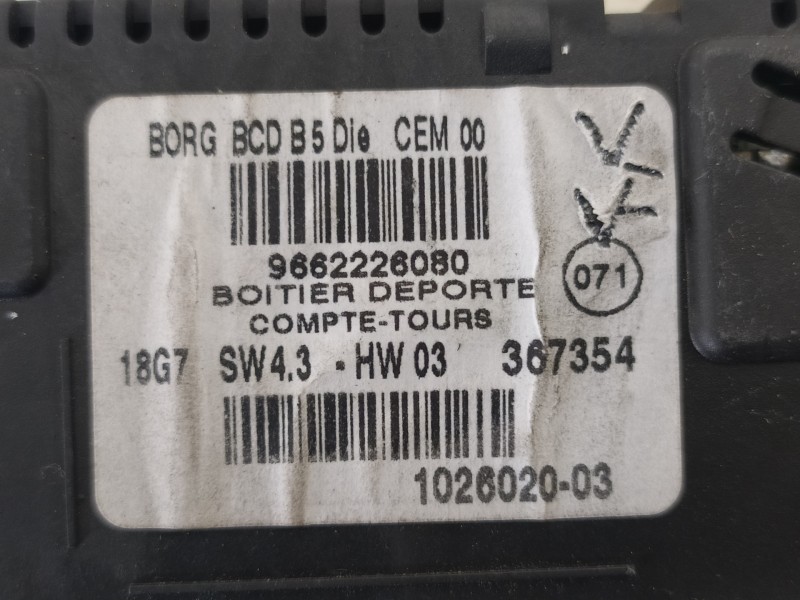 BORG BCD B5 Die CEM 00
9662226080
BOITIER DEPORTE
071
COMPTE-TOURS
18G7 SW4.3 - HW 03 367354
1026020-03